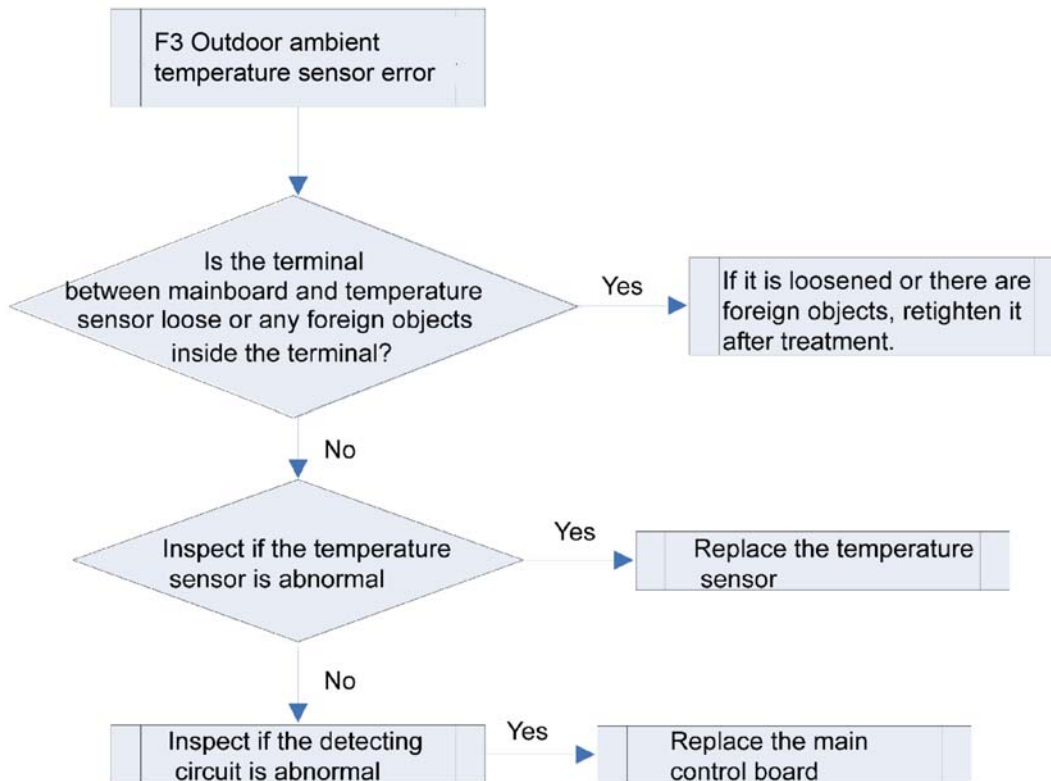 F3 Outdoor ambient
temperature sensor error
Is the terminal
between mainboard and temperature
sensor loose or any foreign objects
inside the terminal?
Yes
If it is loosened or there are
foreign objects, retighten it
after treatment.
No
Inspect if the temperature
sensor is abnormal
Yes
Replace the temperature
sensor
No
Inspect if the detecting
circuit is abnormal
Yes
Replace the main
control board